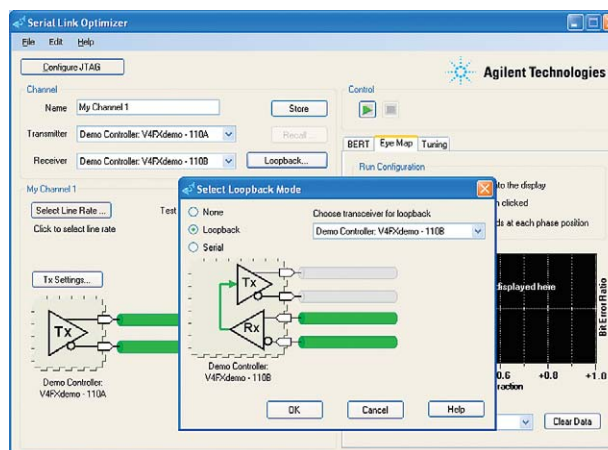 Serial Link Optimizer
File Edit Help
Configure JTAG
Agilent Technologies
Channel
Name My Channel 1 Store
Transmitter Demo Controller: V4FXdemo - 110A Recall
Receiver Demo Controller: V4FXdemo - 110B Loopback...
Control
BERT Eye Map Tuning
Run Configuration
to the display
clicked
ds at each phase position
My Channel 1
Select Line Rate ... Test
Click to select line rate
Tx Settings...
Tx
Demo Controller:
V4FXdemo - 110A
Select Loopback Mode
None
Loopback
Serial
Choose transceiver for loopback
Demo Controller: V4FXdemo - 110B
Tx
Rx
Demo Controller:
V4FXdemo - 110B
OK Cancel Help
displayed here
Bit Error Ratio
0.6 +0.8 +1.0
raction
Clear Data